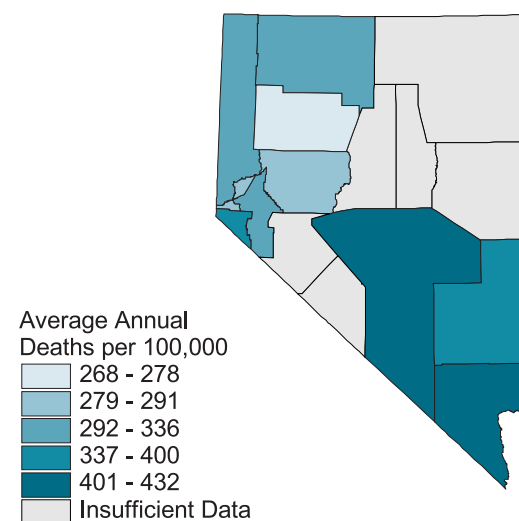 Average Annual
Deaths per 100,000
268 - 278
279 - 291
292 - 336
337 - 400
401 - 432
Insufficient Data